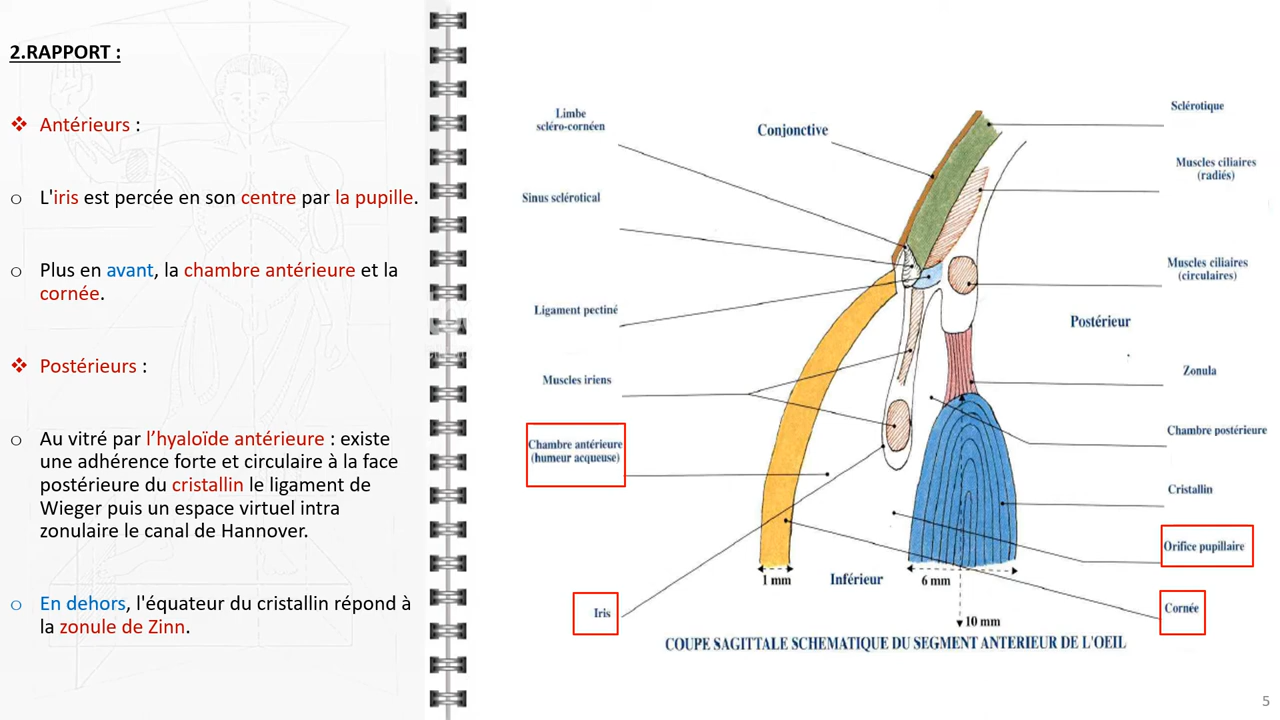 2.RAPPORT :
❖ Antérieurs :
o L'iris est percée en son centre par la pupille.
o Plus en avant, la chambre antérieure et la
cornée.
❖ Postérieurs :
o Au vitré par l’hyaloïde antérieure : existe
une adhérence forte et circulaire à la face
postérieure du cristallin le ligament de
Wieger puis un espace virtuel intra
zonulaire le canal de Hannover.
o En dehors, l'équateur du cristallin répond à
la zonule de Zinn.
Limbe
scléro-cornéen
Conjonctive
Sinus sclérotical
Ligament pectiné
Muscles iriens
Chambre antérieure
(humeur acqueuse)
Iris
Sclérotique
Muscles ciliaires
(radiés)
Muscles ciliaires
(circulaires)
Postérieur
Zonula
Chambre postérieure
Cristallin
Orifice pupillaire
Cornée
1 mm
Inférieur
6 mm
10 mm
COUPE SAGITTALE SCHEMATIQUE DU SEGMENT ANTERIEUR DE L'OEIL
5